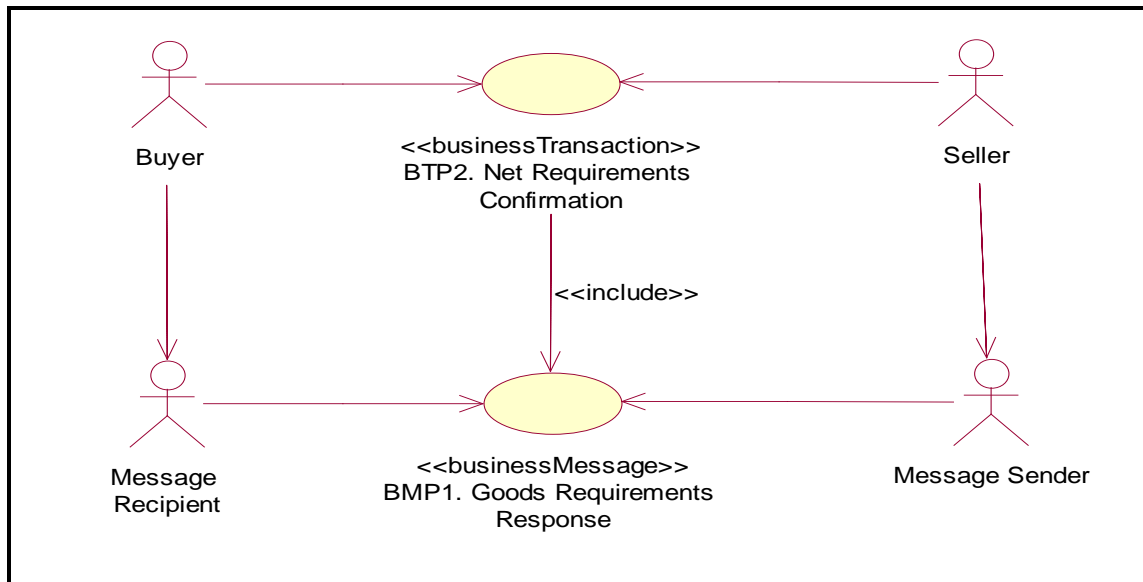 <<businessTransaction>>
BTP2. Net Requirements
Confirmation
Buyer
Seller
<<include>>
Message
Recipient
<<businessMessage>>
BMP1. Goods Requirements
Response
Message Sender